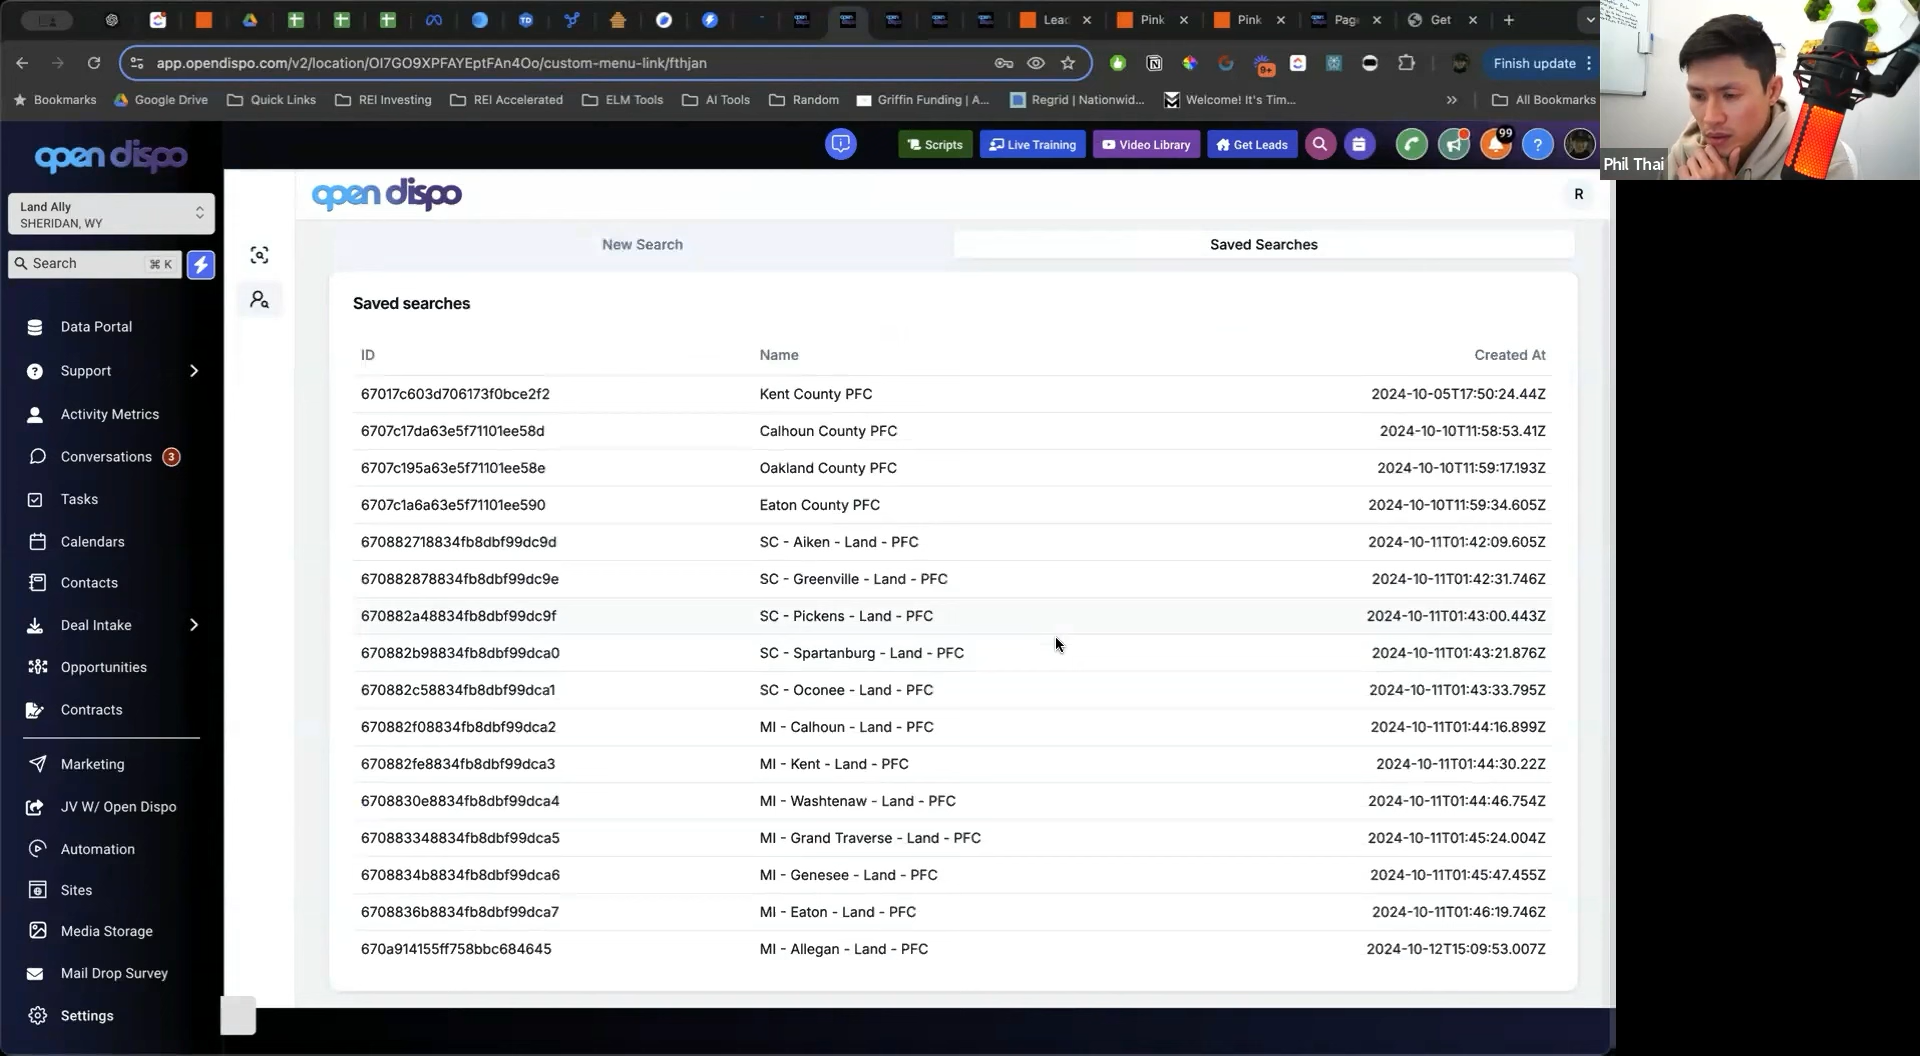 TD
Lead
Pink
Pink
Page
Get
app.opendispo.com/v2/location/OI7GO9XPFAYEptFAn4Oo/custom-menu-link/fthjan
9+
Finish update
Bookmarks
Google Drive
Quick Links
REI Investing
REI Accelerated
ELM Tools
AI Tools
Random
Griffin Funding | A...
Regrid | Nationwid...
Welcome! It's Tim...
All Bookmarks
Phil Thai
open dispo
Scripts
Live Training
Video Library
Get Leads
99
?
Land Ally
SHERIDAN, WY
Search
⌘ K
Data Portal
Support
Activity Metrics
Conversations 3
Tasks
Calendars
Contacts
Deal Intake
Opportunities
Contracts
Marketing
JV W/ Open Dispo
Automation
Sites
Media Storage
Mail Drop Survey
Settings
open dispo
R
New Search
Saved Searches
Saved searches
ID Name Created At
67017c603d706173f0bce2f2 Kent County PFC 2024-10-05T17:50:24.44Z
6707c17da63e5f71101ee58d Calhoun County PFC 2024-10-10T11:58:53.41Z
6707c195a63e5f71101ee58e Oakland County PFC 2024-10-10T11:59:17.193Z
6707c1a6a63e5f71101ee590 Eaton County PFC 2024-10-10T11:59:34.605Z
670882718834fb8dbf99dc9d SC - Aiken - Land - PFC 2024-10-11T01:42:09.605Z
670882878834fb8dbf99dc9e SC - Greenville - Land - PFC 2024-10-11T01:42:31.746Z
670882a48834fb8dbf99dc9f SC - Pickens - Land - PFC 2024-10-11T01:43:00.443Z
670882b98834fb8dbf99dca0 SC - Spartanburg - Land - PFC 2024-10-11T01:43:21.876Z
670882c58834fb8dbf99dca1 SC - Oconee - Land - PFC 2024-10-11T01:43:33.795Z
670882f08834fb8dbf99dca2 MI - Calhoun - Land - PFC 2024-10-11T01:44:16.899Z
670882fe8834fb8dbf99dca3 MI - Kent - Land - PFC 2024-10-11T01:44:30.22Z
6708830e8834fb8dbf99dca4 MI - Washtenaw - Land - PFC 2024-10-11T01:44:46.754Z
670883348834fb8dbf99dca5 MI - Grand Traverse - Land - PFC 2024-10-11T01:45:24.004Z
6708834b8834fb8dbf99dca6 MI - Genesee - Land - PFC 2024-10-11T01:45:47.455Z
6708836b8834fb8dbf99dca7 MI - Eaton - Land - PFC 2024-10-11T01:46:19.746Z
670a914155ff758bbc684645 MI - Allegan - Land - PFC 2024-10-12T15:09:53.007Z